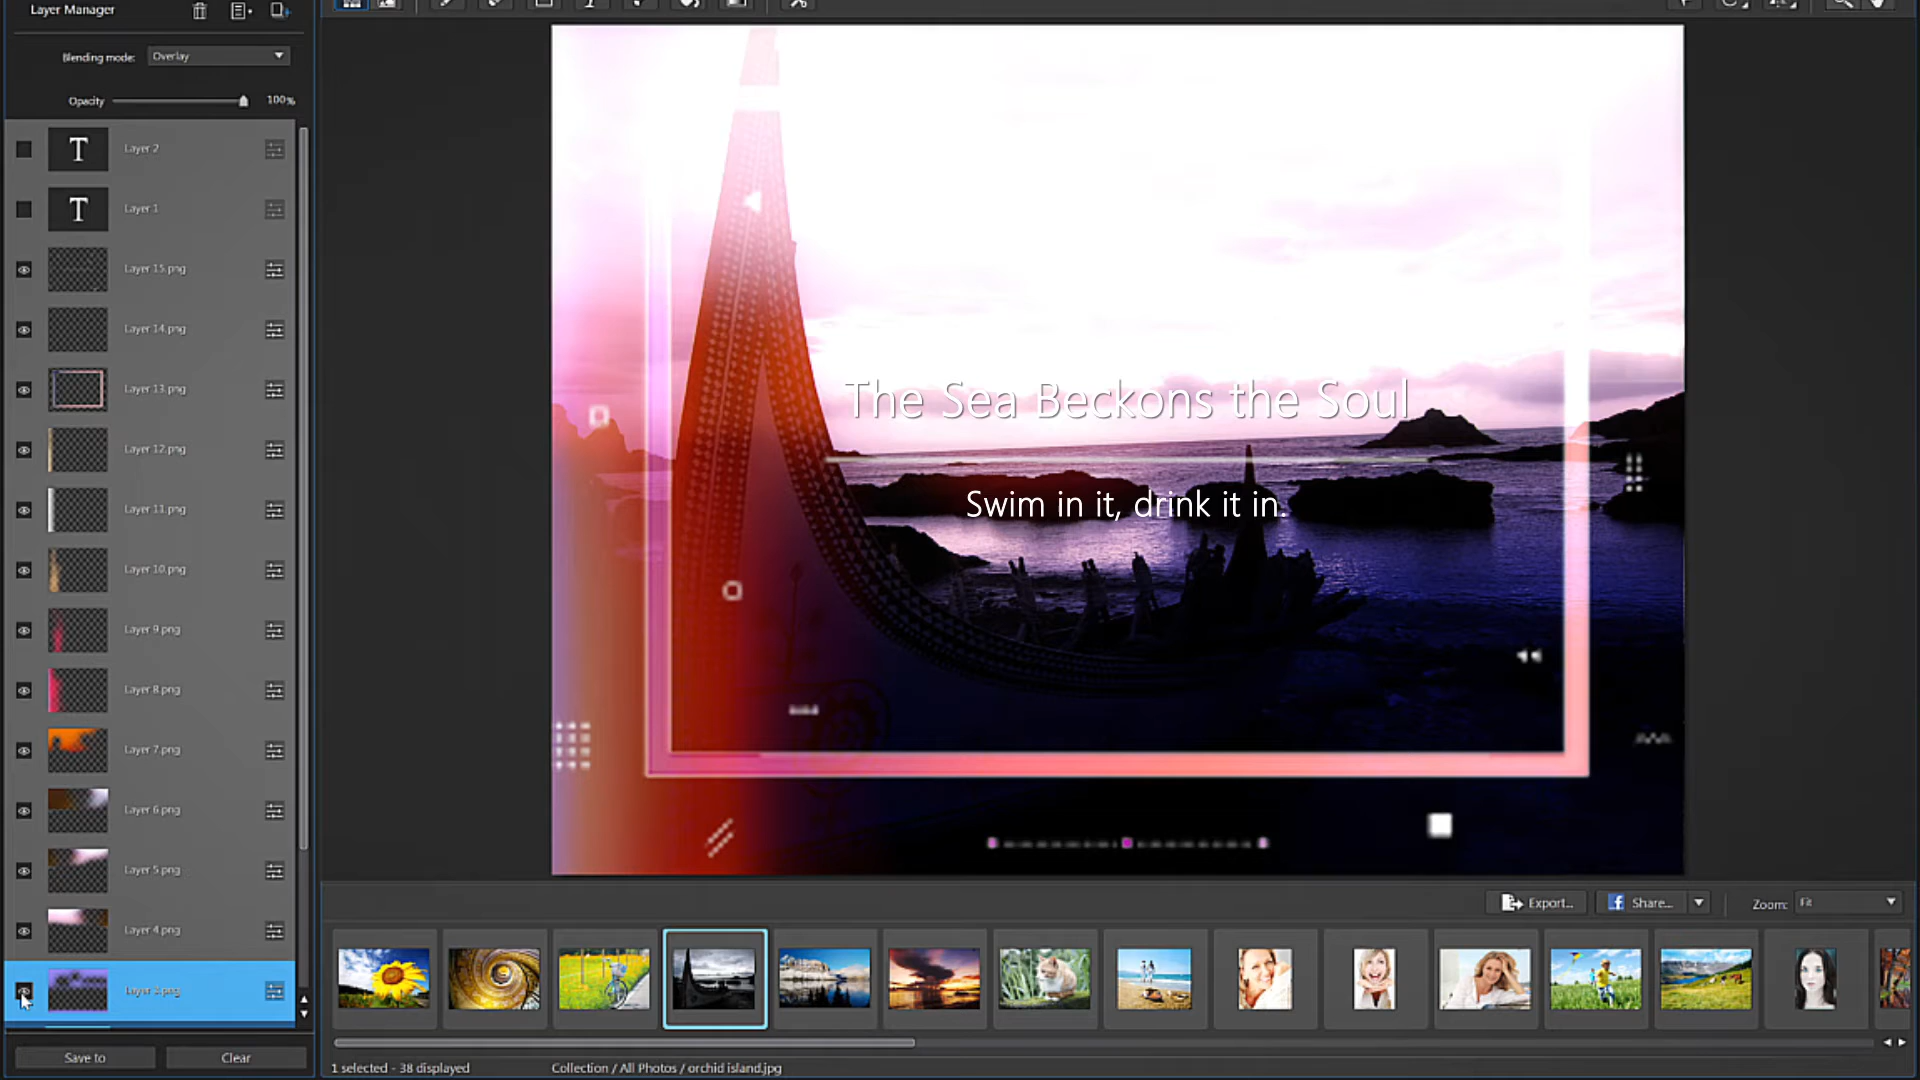 Layer Manager
Blending mode: Overlay
Opacity 100%
T Layer 2
T Layer 1
Layer 15.png
Layer 14.png
Layer 13.png
Layer 12.png
Layer 11.png
Layer 10.png
Layer 9.png
Layer 8.png
Layer 7.png
Layer 6.png
Layer 5.png
Layer 4.png
Layer 3.png
Save to Clear
The Sea Beckons the Soul
Swim in it, drink it in.
Export... Share... Zoom: Fit
1 selected - 38 displayed Collection / All Photos / orchid island.jpg